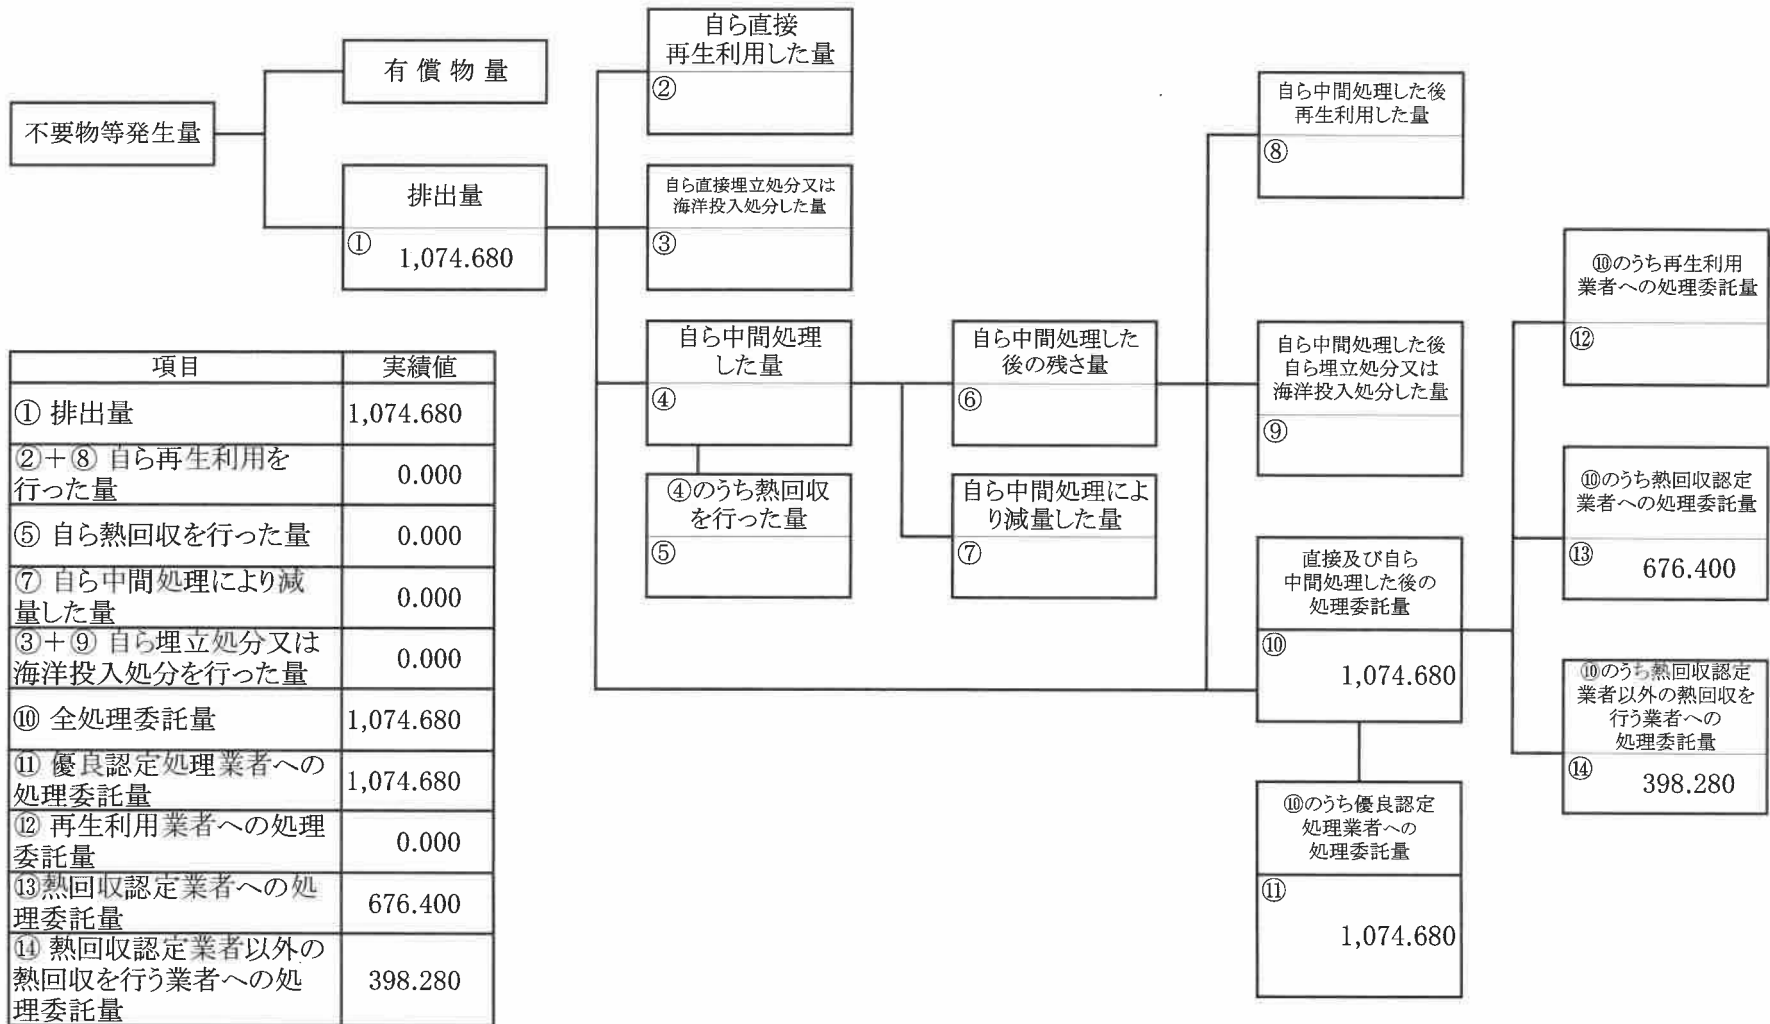 不要物等発生量
有償物量
排出量
①
1,074.680
自ら直接
再生利用した量
②
自ら直接埋立処分又は
海洋投入処分した量
③
自ら中間処理
した量
④
④のうち熱回収
を行った量
⑤
自ら中間処理した
後の残さ量
⑥
自ら中間処理によ
り減量した量
⑦
自ら中間処理した後
再生利用した量
⑧
自ら中間処理した後
自ら埋立処分又は
海洋投入処分した量
⑨
直接及び自ら
中間処理した後の
処理委託量
⑩
1,074.680
⑩のうち優良認定
処理業者への
処理委託量
⑪
1,074.680
⑩のうち再生利用
業者への処理委託量
⑫
⑩のうち熱回収認定
業者への処理委託量
⑬
676.400
⑩のうち熱回収認定
業者以外の熱回収を
行う業者への
処理委託量
⑭
398.280
項目 実績値
① 排出量 1,074.680
②+⑧ 自ら再生利用を
行った量 0.000
⑤ 自ら熱回収を行った量 0.000
⑦ 自ら中間処理により減
量した量 0.000
③+⑨ 自ら埋立処分又は
海洋投入処分を行った量 0.000
⑩ 全処理委託量 1,074.680
⑪ 優良認定処理業者への
処理委託量 1,074.680
⑫ 再生利用業者への処理
委託量 0.000
⑬熱回収認定業者への処
理委託量 676.400
⑭ 熱回収認定業者以外の
熱回収を行う業者への処
理委託量 398.280